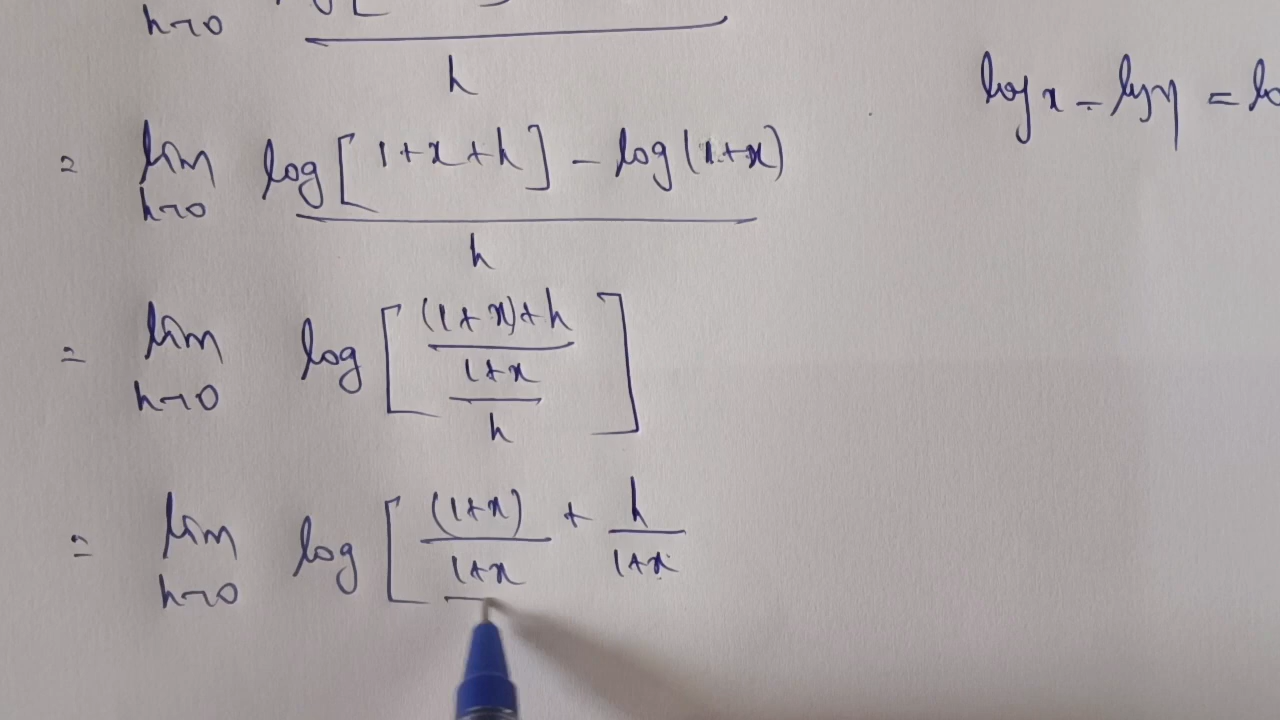 h→0
h
log x - log y = lo
= lim log[1+x+h] - log(1+x)
h→0
h
= lim log[(1+x)+h]
1+x
h→0
h
= lim log[(1+x) + h
1+x 1+x
h→0